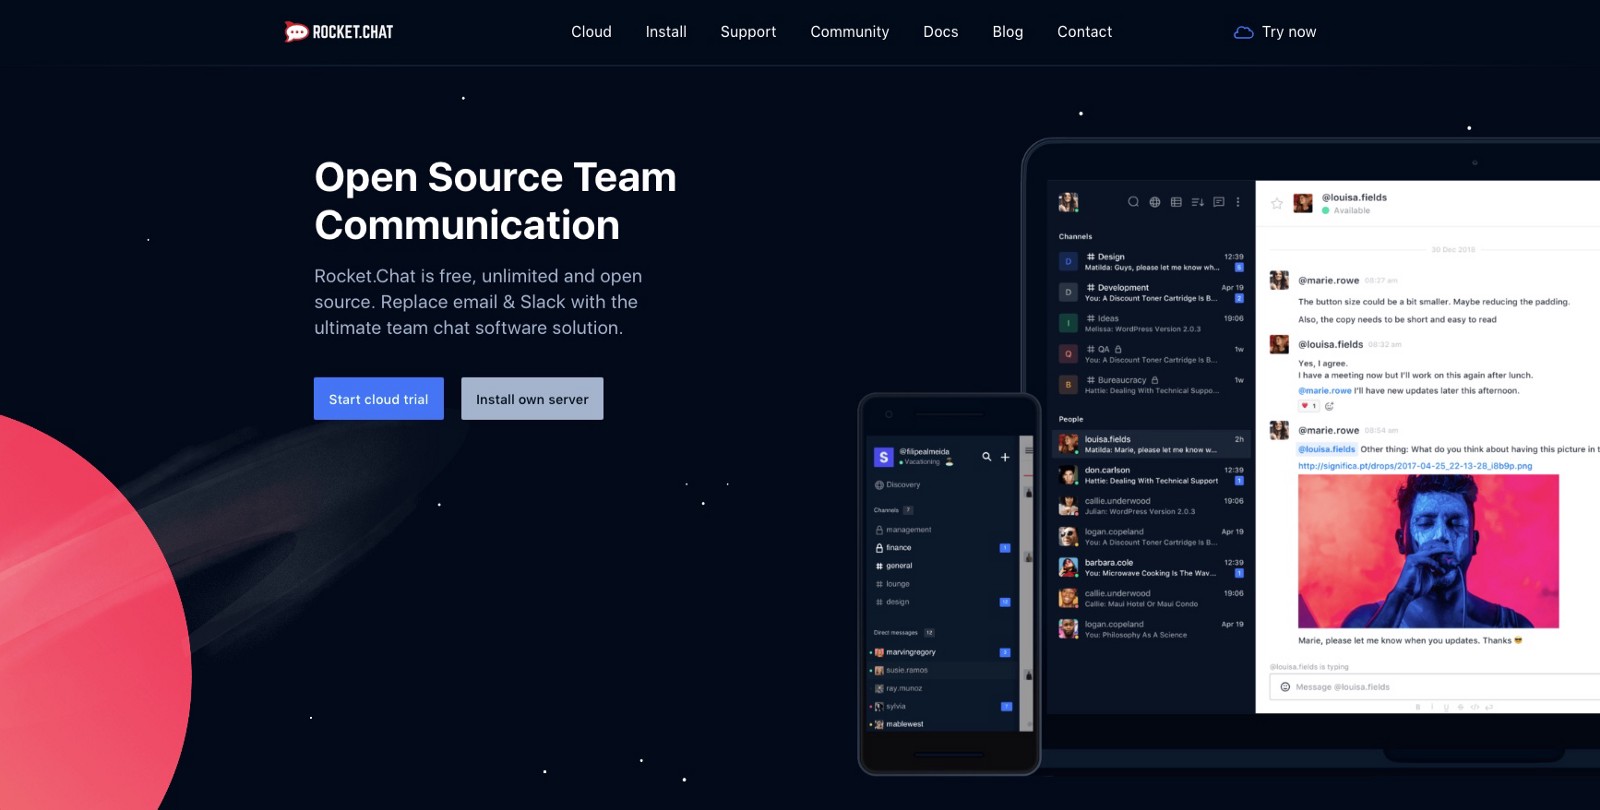 ROCKET.CHAT
Cloud
Install
Support
Community
Docs
Blog
Contact
Try now
Open Source Team
Communication
Rocket.Chat is free, unlimited and open
source. Replace email & Slack with the
ultimate team chat software solution.
Start cloud trial
Install own server
S
@filipealmeida
Vacationing
Discovery
Channels 7
management
finance 1
# general
# lounge
# design
Direct messages
marvingregory
susie.ramos
ray.munoz
sylvia
mablewest
Channels
D # Design 12:39
Matilda: Guys, please let me know wh... 5
D # Development Apr 19
You: A Discount Toner Cartridge Is B... 2
I # Ideas 19:06
Melissa: WordPress Version 2.0.3
Q # QA 1w
You: A Discount Toner Cartridge Is B...
B # Bureaucracy 1w
Hattie: Dealing With Technical Suppo...
People
louisa.fields 2h
Matilda: Marie, please let me know w...
don.carlson 12:39
Hattie: Dealing With Technical Support 1
callie.underwood 19:06
Julian: WordPress Version 2.0.3
logan.copeland Apr 19
You: A Discount Toner Cartridge Is B...
barbara.cole 12:39
You: Microwave Cooking Is The Wav... 1
callie.underwood 19:06
Callie: Maui Hotel Or Maui Condo
logan.copeland Apr 19
You: Philosophy As A Science
@louisa.fields
Available
30 Dec 2018
@marie.rowe 08:27 am
The button size could be a bit smaller. Maybe reducing the padding.
Also, the copy needs to be short and easy to read
@louisa.fields 08:32 am
Yes, I agree.
I have a meeting now but I'll work on this again after lunch.
@marie.rowe I'll have new updates later this afternoon.
1
@marie.rowe 08:54 am
@louisa.fields Other thing: What do you think about having this picture in t
http://significa.pt/drops/2017-04-25_22-13-28_i8b9p.png
Marie, please let me know when you updates. Thanks
@louisa.fields is typing
Message @louisa.fields
B I U S </>